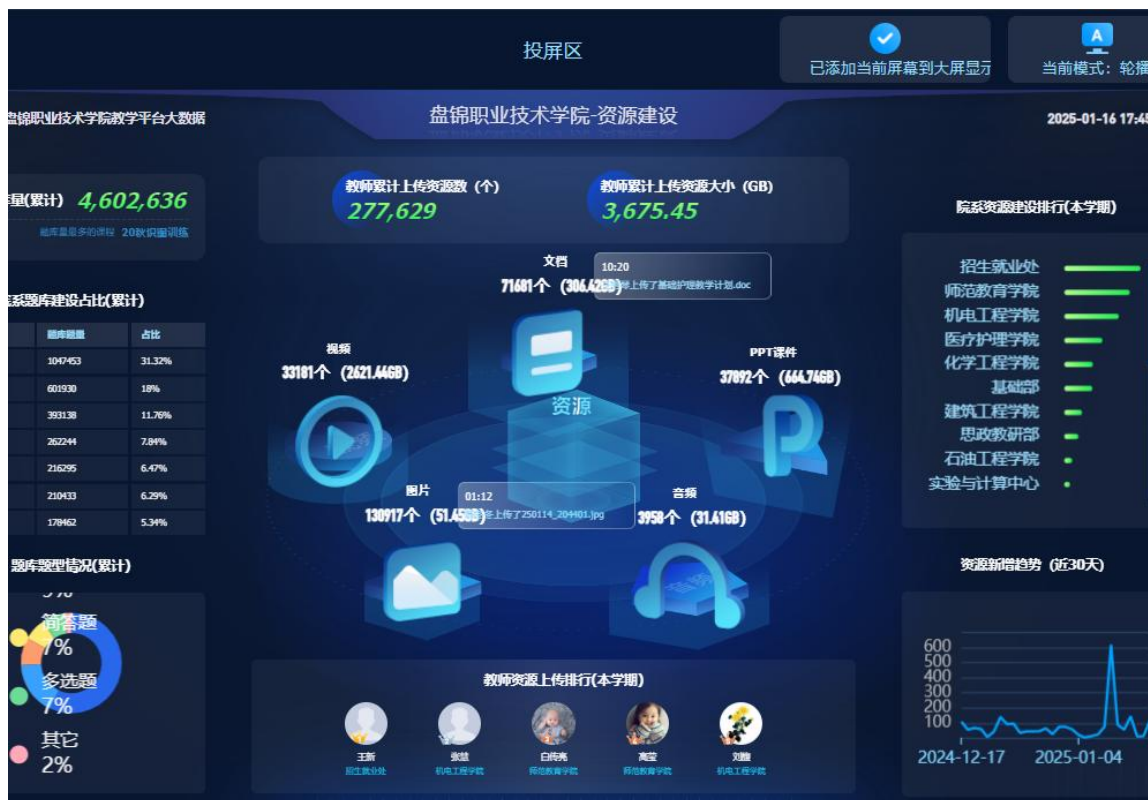 投屏区
已添加当前屏幕到大屏显示
当前模式：轮播
盘锦职业技术学院教学平台大数据
盘锦职业技术学院-资源建设
2025-01-16 17:45
量(累计) 4,602,636
题库量最多的课程 20秋识图训练
教师累计上传资源数（个）
277,629
教师累计上传资源大小（GB）
3,675.45
系题库建设占比(累计)
题库题量 占比
1047453 31.32%
601930 18%
393138 11.76%
262244 7.84%
216295 6.47%
210433 6.29%
178462 5.34%
题库题型情况(累计)
简答题
7%
多选题
7%
其它
2%
文档
71681个（306.42GB）
10:20
上传了基础护理教学计划.doc
视频
33181个（2621.44GB）
PPT课件
37892个（664.74GB）
资源
图片
130917个（51.45GB）
01:12
上传了250114_204401.jpg
音频
3958个（31.41GB）
教师资源上传排行(本学期)
王新
招生就业处
张慧
机电工程学院
白传亮
师范教育学院
高莹
师范教育学院
刘馥
机电工程学院
院系资源建设排行(本学期)
招生就业处
师范教育学院
机电工程学院
医疗护理学院
化学工程学院
基础部
建筑工程学院
思政教研部
石油工程学院
实验与计算中心
资源新增趋势（近30天）
600
500
400
300
200
100
2024-12-17
2025-01-04